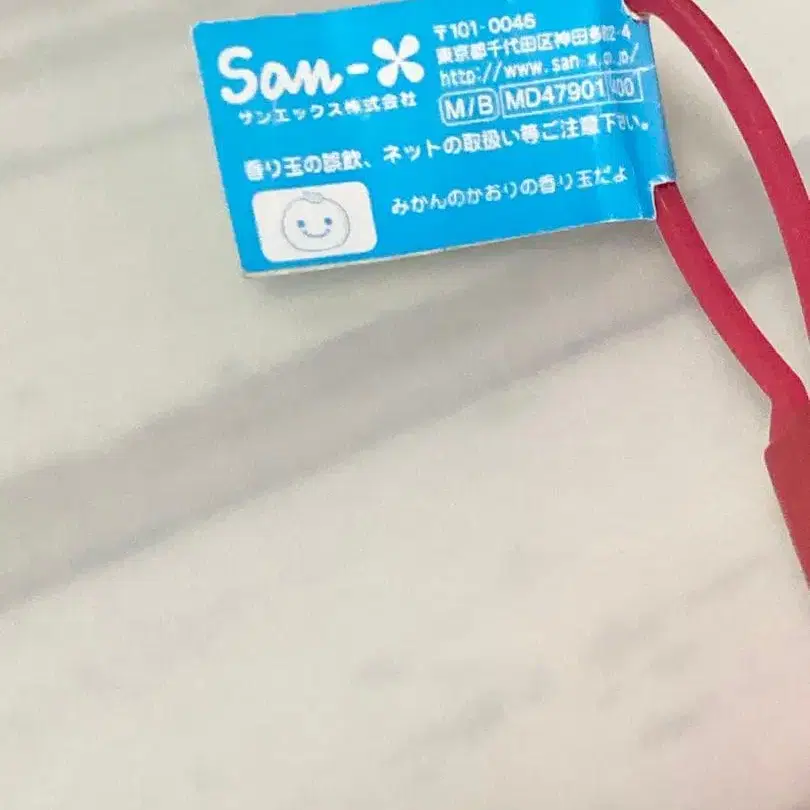 San-X
サンエックス株式会社
〒101-0046
東京都千代田区神田多町2-4
http://www.san-x.co.jp/
M/B MD47901 400
香り玉の誤飲、ネットの取扱い等ご注意下さい。
みかんのかおりの香り玉だよ